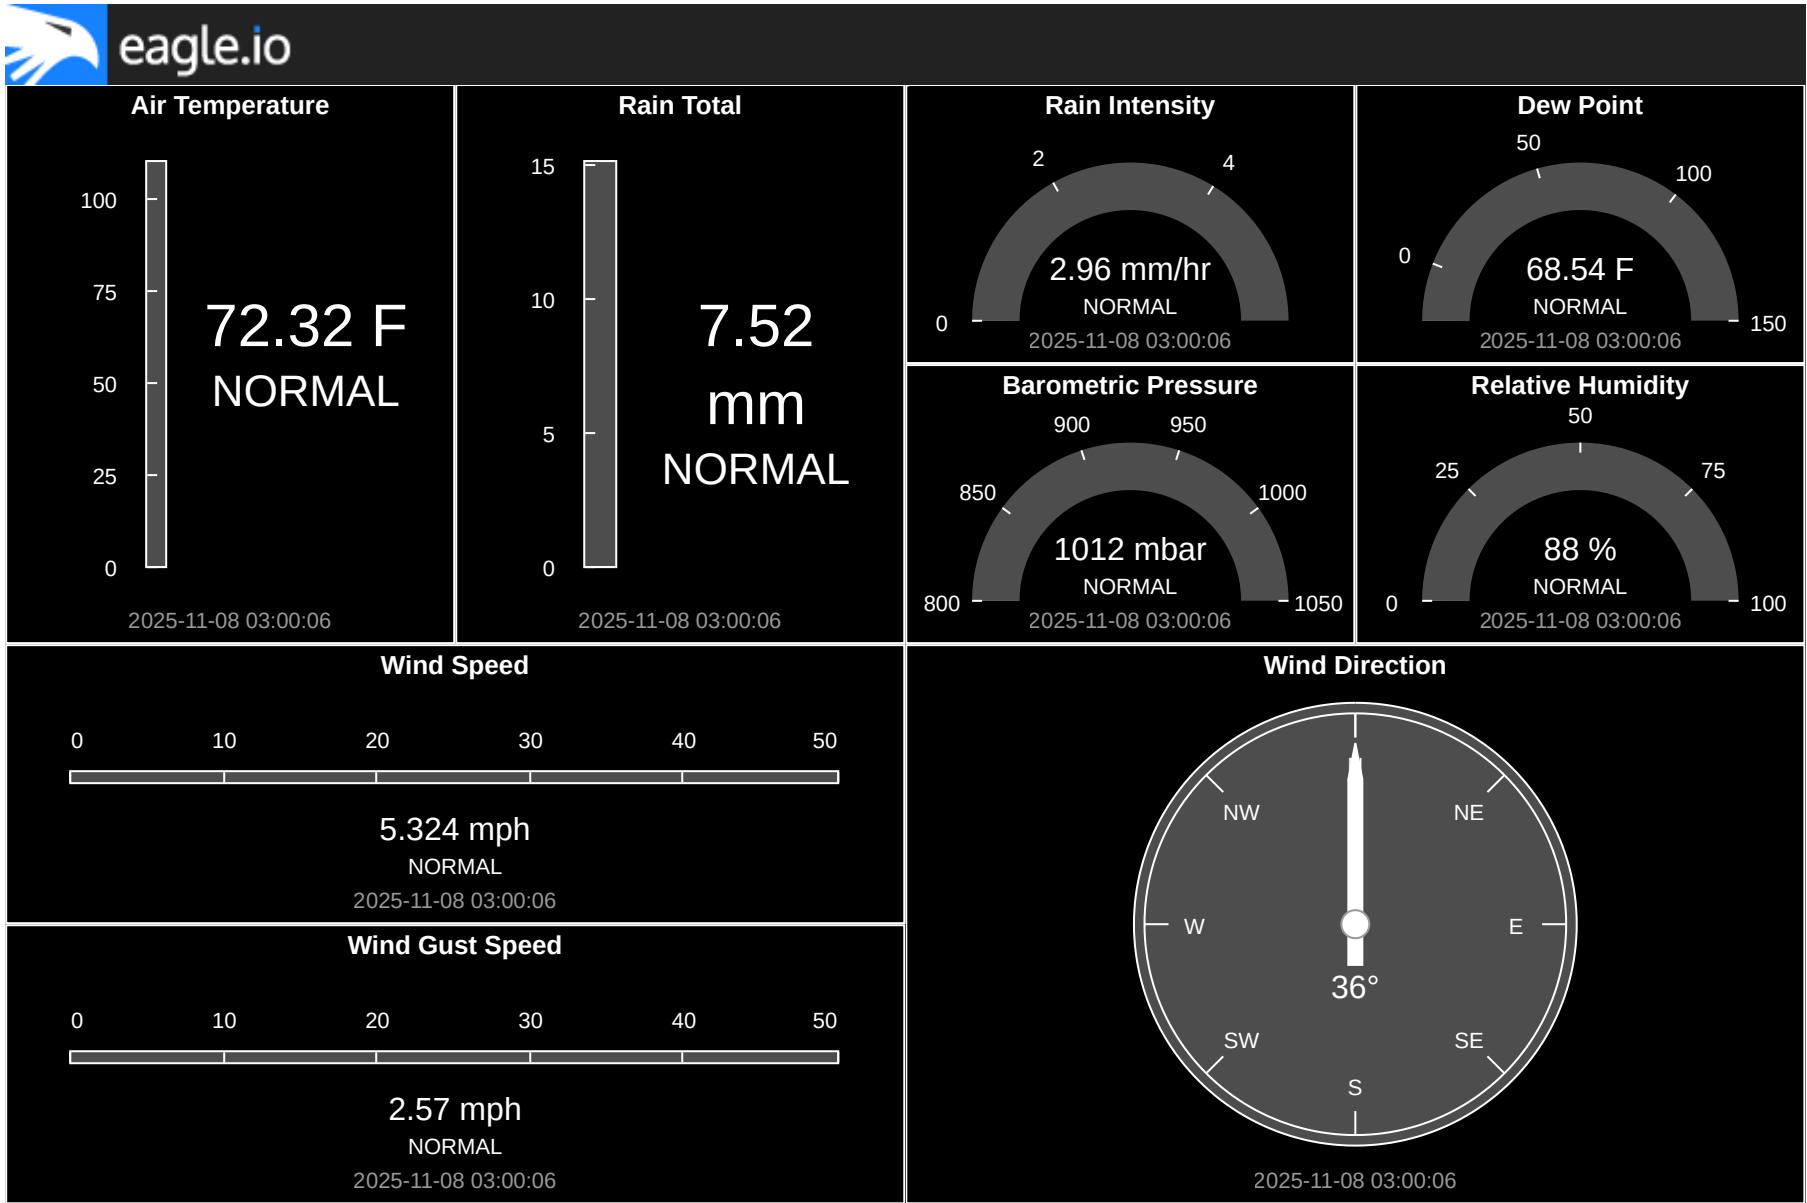 eagle.io
Air Temperature
100
75
50
25
0
72.32 F
NORMAL
2025-11-08 03:00:06
Rain Total
15
10
5
0
7.52
mm
NORMAL
2025-11-08 03:00:06
Rain Intensity
0
2
4
2.96 mm/hr
NORMAL
2025-11-08 03:00:06
Dew Point
0
50
100
150
68.54 F
NORMAL
2025-11-08 03:00:06
Barometric Pressure
800
850
900
950
1000
1050
1012 mbar
NORMAL
2025-11-08 03:00:06
Relative Humidity
0
25
50
75
100
88 %
NORMAL
2025-11-08 03:00:06
Wind Speed
0 10 20 30 40 50
5.324 mph
NORMAL
2025-11-08 03:00:06
Wind Gust Speed
0 10 20 30 40 50
2.57 mph
NORMAL
2025-11-08 03:00:06
Wind Direction
NW NE
W E
36°
SW SE
S
2025-11-08 03:00:06